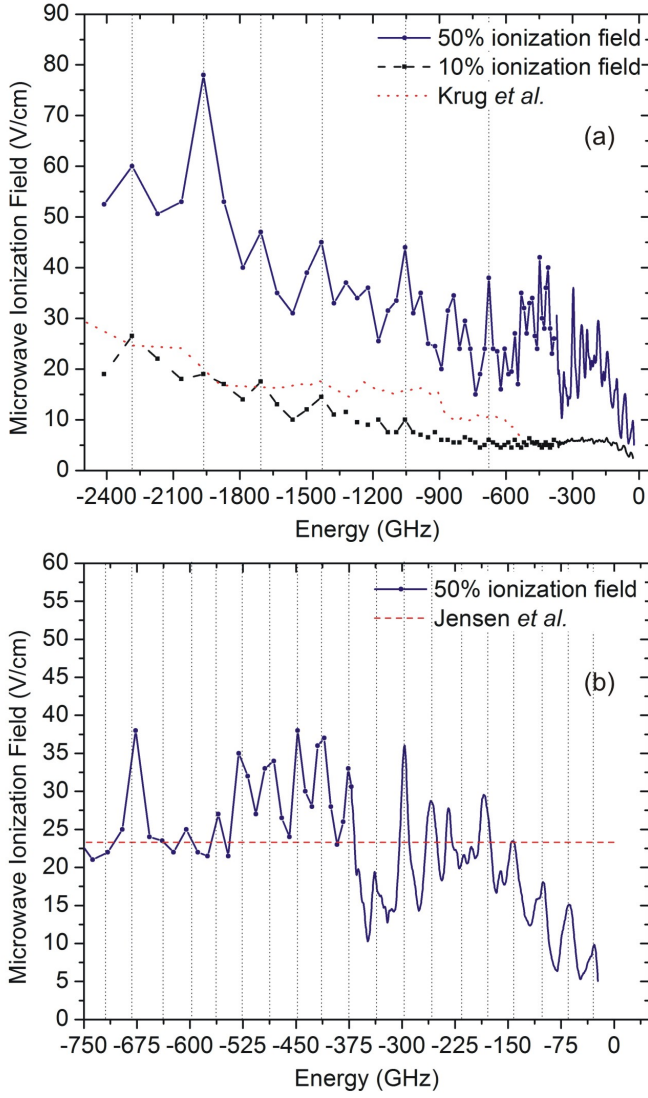 90
80
70
60
50
40
30
20
10
0
Microwave Ionization Field (V/cm)
50% ionization field
10% ionization field
Krug et al.
(a)
-2400 -2100 -1800 -1500 -1200 -900 -600 -300 0
Energy (GHz)
60
55
50
45
40
35
30
25
20
15
10
5
0
Microwave Ionization Field (V/cm)
50% ionization field
Jensen et al.
(b)
-750 -675 -600 -525 -450 -375 -300 -225 -150 -75 0
Energy (GHz)